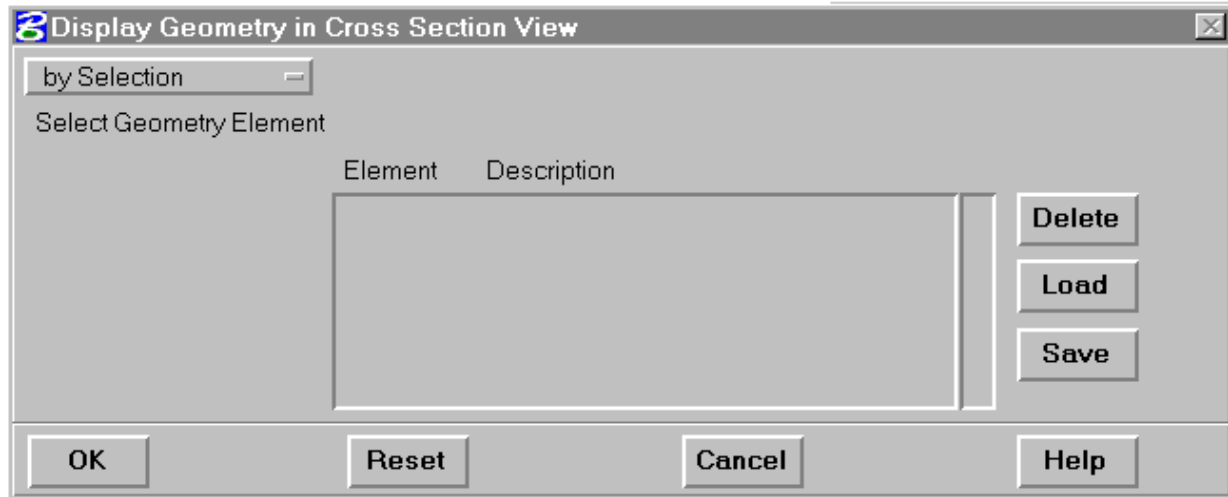 Display Geometry in Cross Section View
by Selection
Select Geometry Element
Element Description
Delete
Load
Save
OK Reset Cancel Help